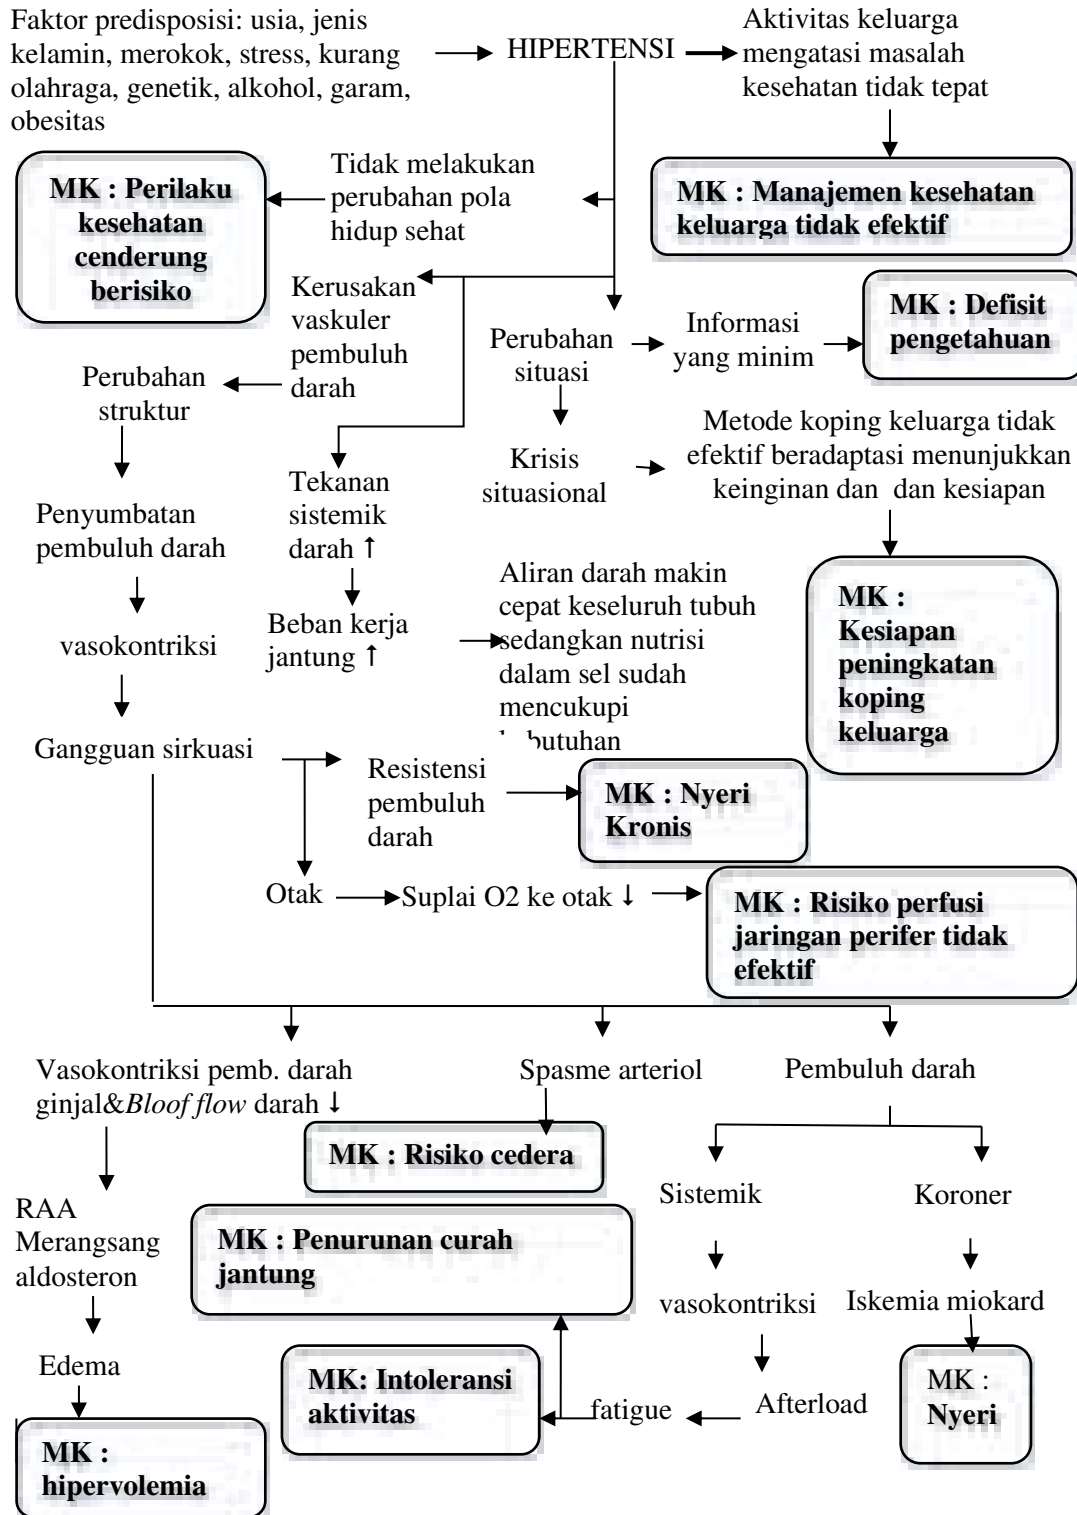 Faktor predisposisi: usia, jenis
kelamin, merokok, stress, kurang
olahraga, genetik, alkohol, garam,
obesitas
HIPERTENSI
Aktivitas keluarga
mengatasi masalah
kesehatan tidak tepat
Tidak melakukan
perubahan pola
hidup sehat
MK : Perilaku
kesehatan
cenderung
berisiko
MK : Manajemen kesehatan
keluarga tidak efektif
Kerusakan
vaskuler
pembuluh
darah
Perubahan
situasi
Informasi
yang minim
MK : Defisit
pengetahuan
Perubahan
struktur
Krisis
situasional
Metode koping keluarga tidak
efektif beradaptasi menunjukkan
keinginan dan  dan kesiapan
Tekanan
sistemik
darah ↑
Penyumbatan
pembuluh darah
Aliran darah makin
cepat keseluruh tubuh
sedangkan nutrisi
dalam sel sudah
mencukupi
kebutuhan
MK :
Kesiapan
peningkatan
koping
keluarga
Beban kerja
jantung ↑
vasokontriksi
Gangguan sirkuasi
Resistensi
pembuluh
darah
MK : Nyeri
Kronis
Otak
Suplai O2 ke otak ↓
MK : Risiko perfusi
jaringan perifer tidak
efektif
Vasokontriksi pemb. darah
ginjal&Bloof flow darah ↓
Spasme arteriol
Pembuluh darah
MK : Risiko cedera
RAA
Merangsang
aldosteron
Sistemik
Koroner
MK : Penurunan curah
jantung
vasokontriksi
Iskemia miokard
Edema
MK: Intoleransi
aktivitas
fatigue
Afterload
MK :
Nyeri
MK :
hipervolemia